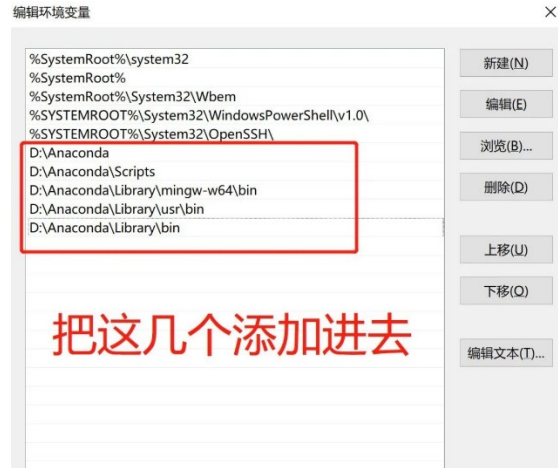 编辑环境变量
%SystemRoot%\system32
%SystemRoot%
%SystemRoot%\System32\Wbem
%SYSTEMROOT%\System32\WindowsPowerShell\v1.0\
%SYSTEMROOT%\System32\OpenSSH\
D:\Anaconda
D:\Anaconda\Scripts
D:\Anaconda\Library\mingw-w64\bin
D:\Anaconda\Library\usr\bin
D:\Anaconda\Library\bin
把这几个添加进去
新建(N)
编辑(E)
浏览(B)...
删除(D)
上移(U)
下移(O)
编辑文本(T)...